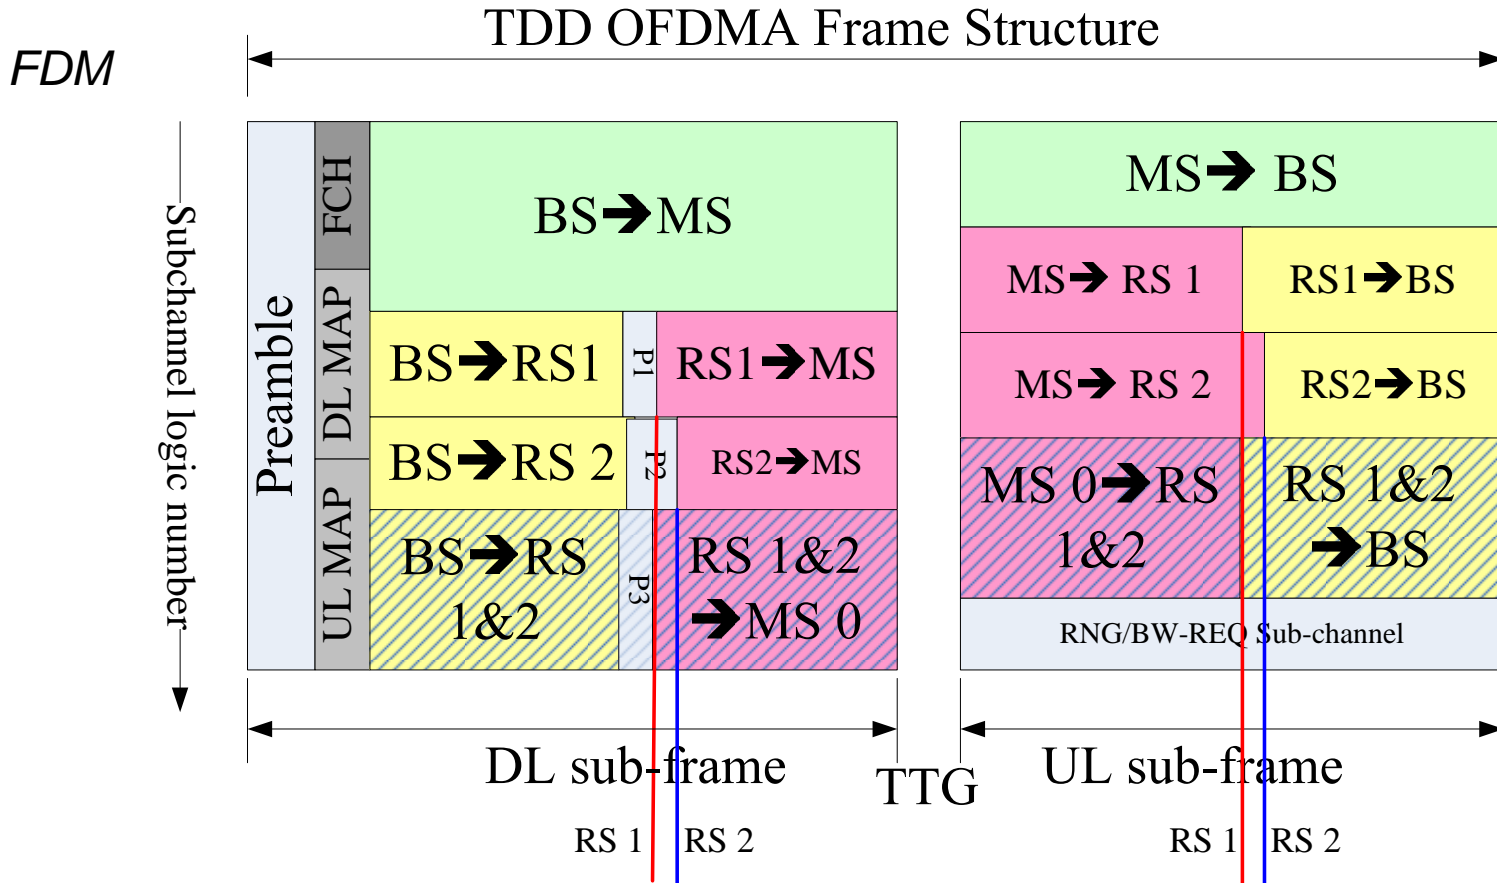 TDD OFDMA Frame Structure
FDM
Subchannel logic number
Preamble
FCH
DL MAP
UL MAP
BS➔MS
BS➔RS1
P1
RS1➔MS
BS➔RS 2
P2
RS2➔MS
BS➔RS
1&2
P3
RS 1&2
➔MS 0
MS➔ BS
MS➔ RS 1
RS1➔BS
MS➔ RS 2
RS2➔BS
MS 0➔RS
1&2
RS 1&2
➔BS
RNG/BW-REQ Sub-channel
DL sub-frame
TTG
UL sub-frame
RS 1
RS 2
RS 1
RS 2